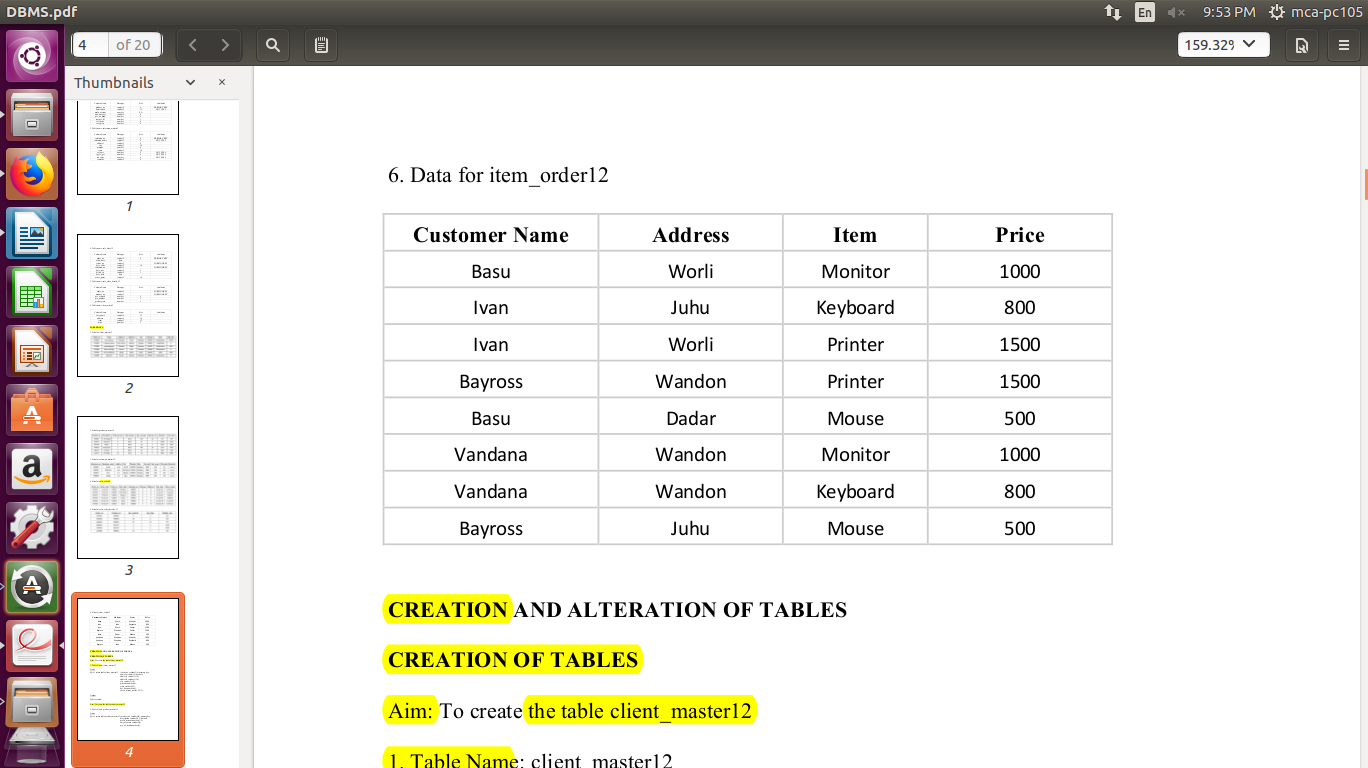 DBMS.pdf
En
9:53 PM
mca-pc105
4
of 20
159.32%
Thumbnails
1
2
3
4
6. Data for item_order12
Customer Name Address Item Price
Basu Worli Monitor 1000
Ivan Juhu Keyboard 800
Ivan Worli Printer 1500
Bayross Wandon Printer 1500
Basu Dadar Mouse 500
Vandana Wandon Monitor 1000
Vandana Wandon Keyboard 800
Bayross Juhu Mouse 500
CREATION AND ALTERATION OF TABLES
CREATION OF TABLES
Aim: To create the table client_master12
1. Table Name: client_master12